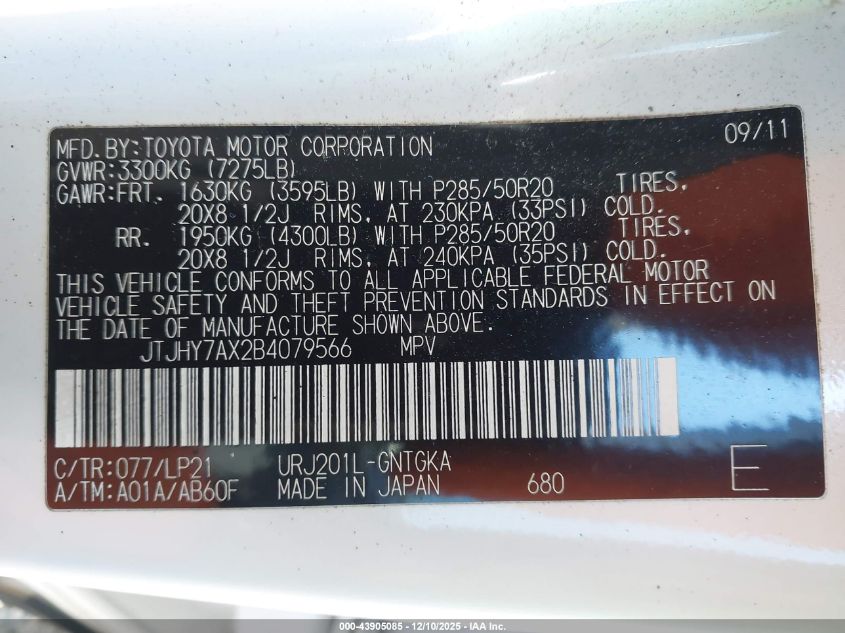 MFD.BY:TOYOTA MOTOR CORPORATION 09/11
GVWR:3300KG (7275LB)
GAWR:FRT. 1630KG (3595LB) WITH P285/50R20 TIRES,
20X8 1/2J RIMS, AT 230KPA (33PSI) COLD.
RR. 1950KG (4300LB) WITH P285/50R20 TIRES,
20X8 1/2J RIMS, AT 240KPA (35PSI) COLD.
THIS VEHICLE CONFORMS TO ALL APPLICABLE FEDERAL MOTOR
VEHICLE SAFETY AND THEFT PREVENTION STANDARDS IN EFFECT ON
THE DATE OF MANUFACTURE SHOWN ABOVE.
JTJHY7AX2B4079566 MPV
C/TR:077/LP21 URJ201L-GNTGKA E
A/TM:A01A/AB60F MADE IN JAPAN 680
000-43905085 - 12/10/2025 - IAA Inc.